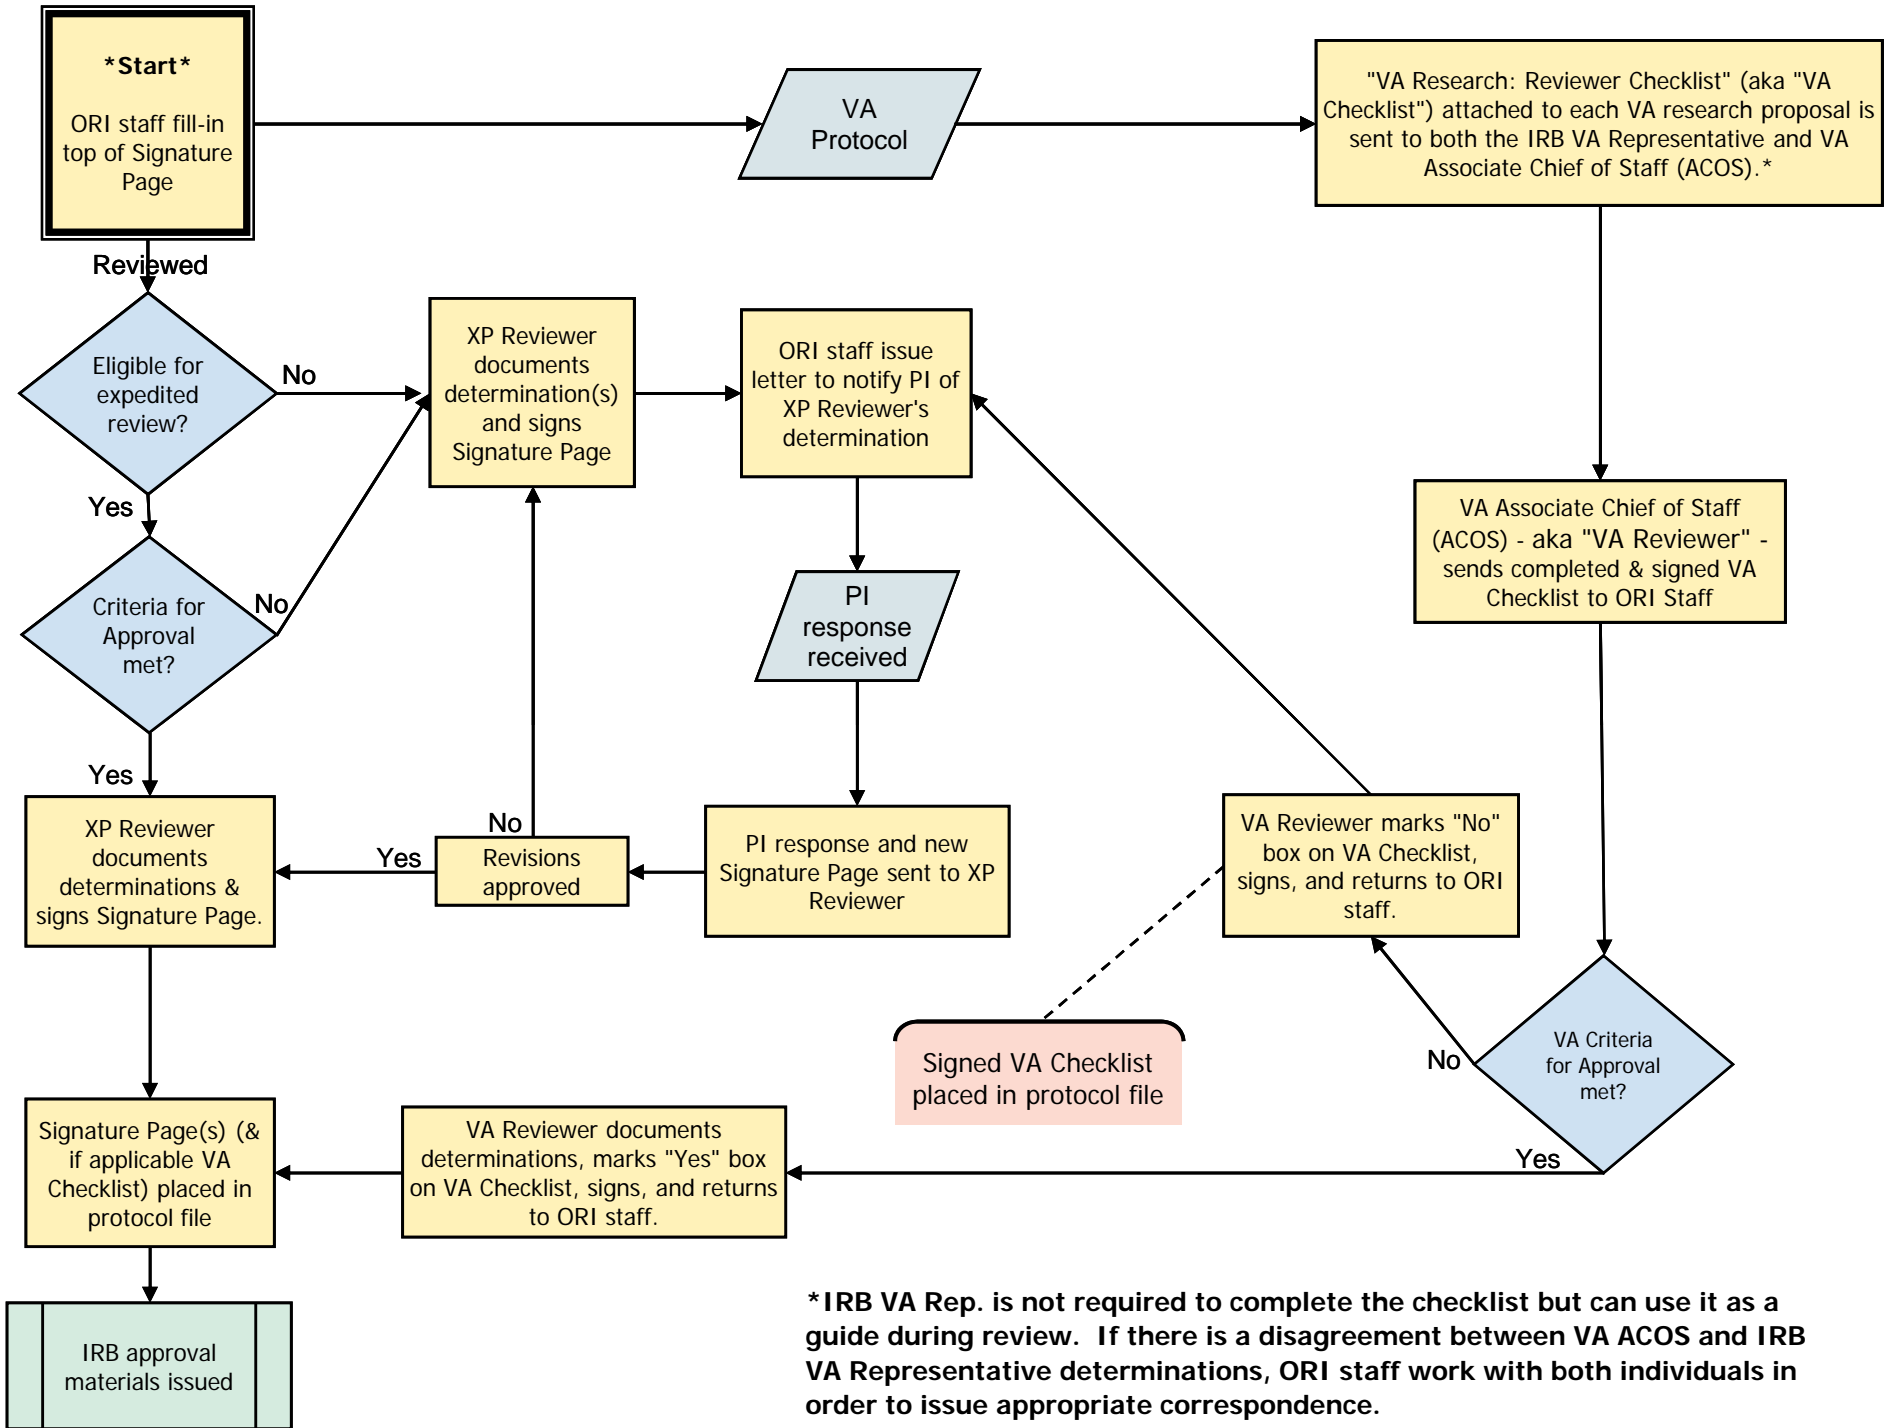 *Start*
ORI staff fill-in
top of Signature
Page
VA
Protocol
"VA Research: Reviewer Checklist" (aka "VA
Checklist") attached to each VA research proposal is
sent to both the IRB VA Representative and VA
Associate Chief of Staff (ACOS).*
Reviewed
Eligible for
expedited
review?
No
XP Reviewer
documents
determination(s)
and signs
Signature Page
ORI staff issue
letter to notify PI of
XP Reviewer's
determination
Yes
Criteria for
Approval
met?
No
PI
response
received
VA Associate Chief of Staff
(ACOS) - aka "VA Reviewer" -
sends completed & signed VA
Checklist to ORI Staff
Yes
XP Reviewer
documents
determinations &
signs Signature Page.
Yes
No
Revisions
approved
PI response and new
Signature Page sent to XP
Reviewer
VA Reviewer marks "No"
box on VA Checklist,
signs, and returns to ORI
staff.
Signed VA Checklist
placed in protocol file
No
VA Criteria
for Approval
met?
Yes
Signature Page(s) (&
if applicable VA
Checklist) placed in
protocol file
VA Reviewer documents
determinations, marks "Yes" box
on VA Checklist, signs, and returns
to ORI staff.
IRB approval
materials issued
*IRB VA Rep. is not required to complete the checklist but can use it as a
guide during review.  If there is a disagreement between VA ACOS and IRB
VA Representative determinations, ORI staff work with both individuals in
order to issue appropriate correspondence.